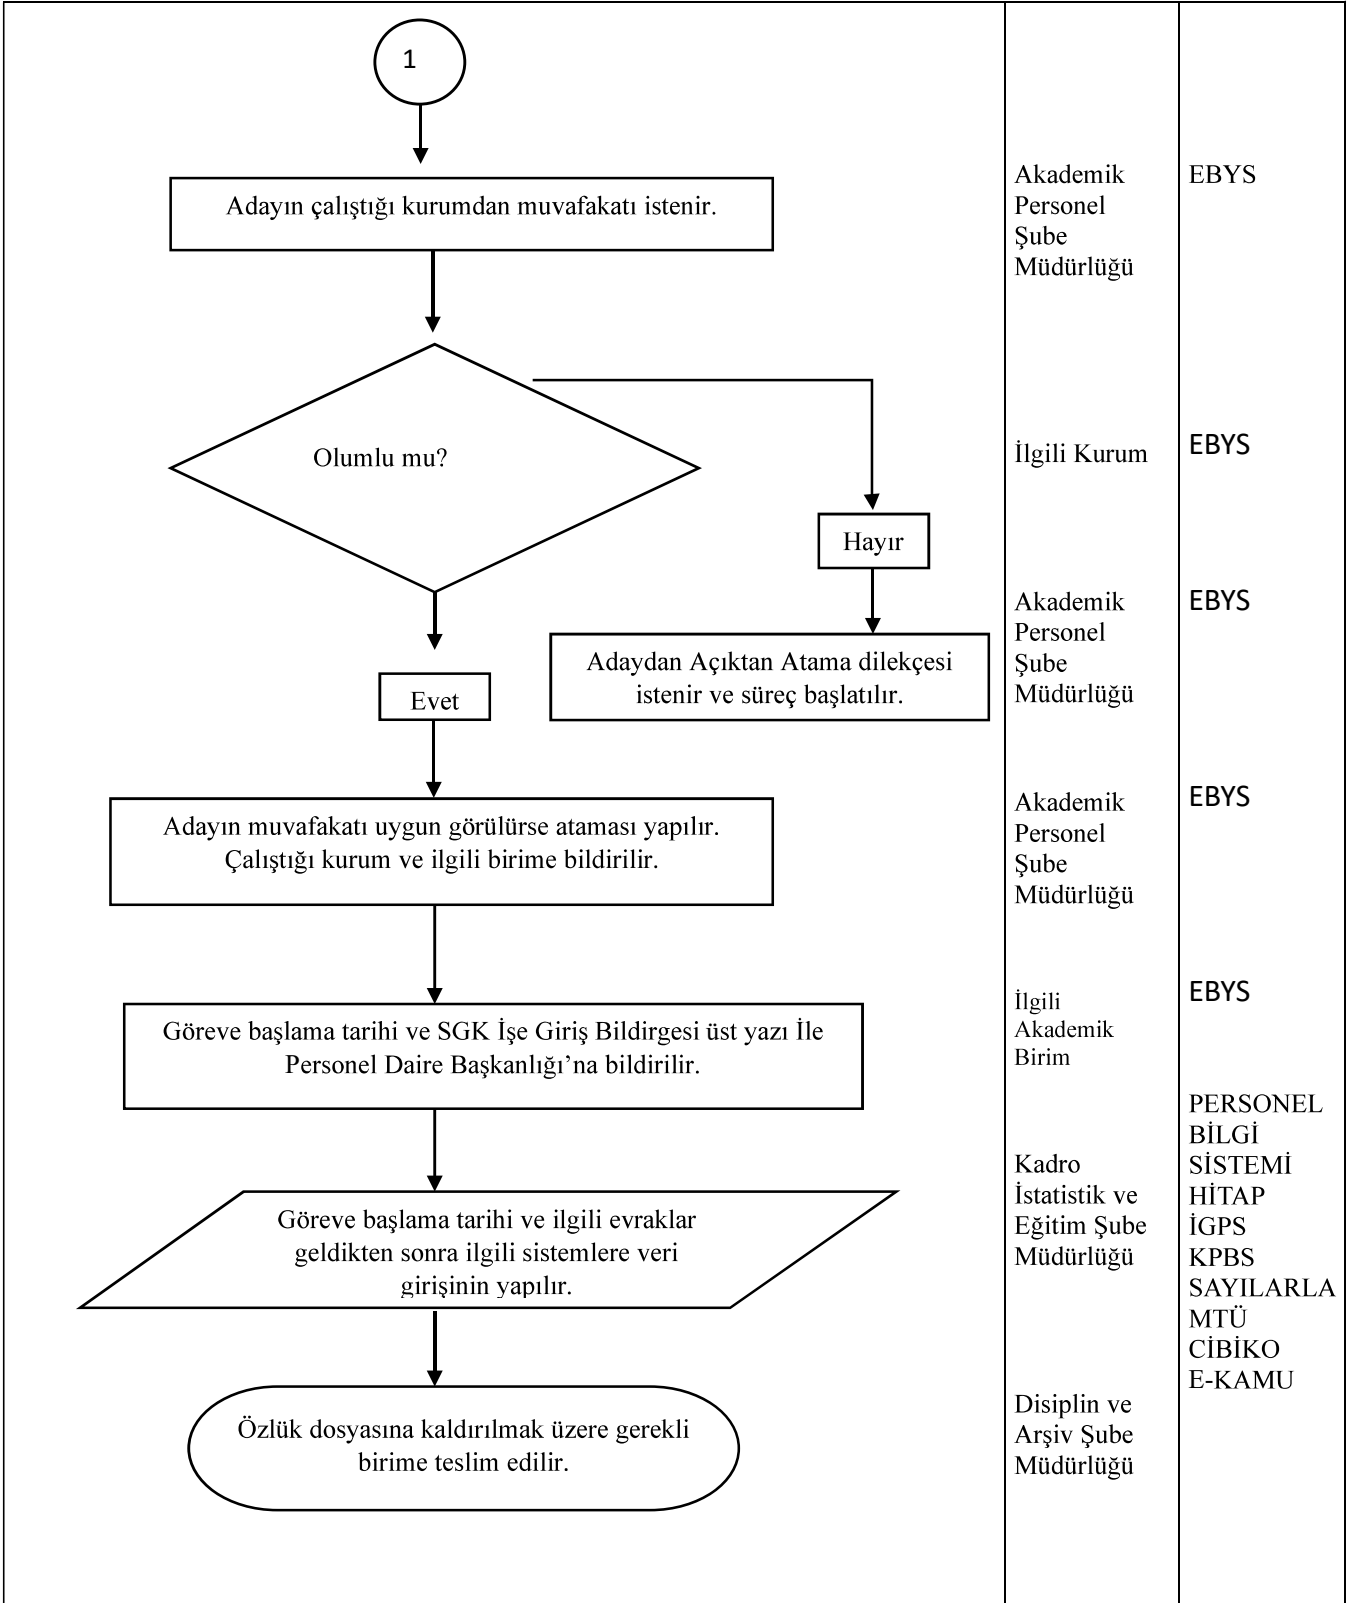 1
Adayın çalıştığı kurumdan muvafakatı istenir.
Akademik
Personel
Şube
Müdürlüğü
EBYS
Olumlu mu?
İlgili Kurum
EBYS
Hayır
Adaydan Açıktan Atama dilekçesi
istenir ve süreç başlatılır.
Akademik
Personel
Şube
Müdürlüğü
EBYS
Evet
Adayın muvafakatı uygun görülürse ataması yapılır.
Çalıştığı kurum ve ilgili birime bildirilir.
Akademik
Personel
Şube
Müdürlüğü
EBYS
Göreve başlama tarihi ve SGK İşe Giriş Bildirgesi üst yazı İle
Personel Daire Başkanlığı’na bildirilir.
İlgili
Akademik
Birim
EBYS
Göreve başlama tarihi ve ilgili evraklar
geldikten sonra ilgili sistemlere veri
girişinin yapılır.
Kadro
İstatistik ve
Eğitim Şube
Müdürlüğü
PERSONEL
BİLGİ
SİSTEMİ
HİTAP
İGPS
KPBS
SAYILARLA
MTÜ
CİBİKO
E-KAMU
Özlük dosyasına kaldırılmak üzere gerekli
birime teslim edilir.
Disiplin ve
Arşiv Şube
Müdürlüğü